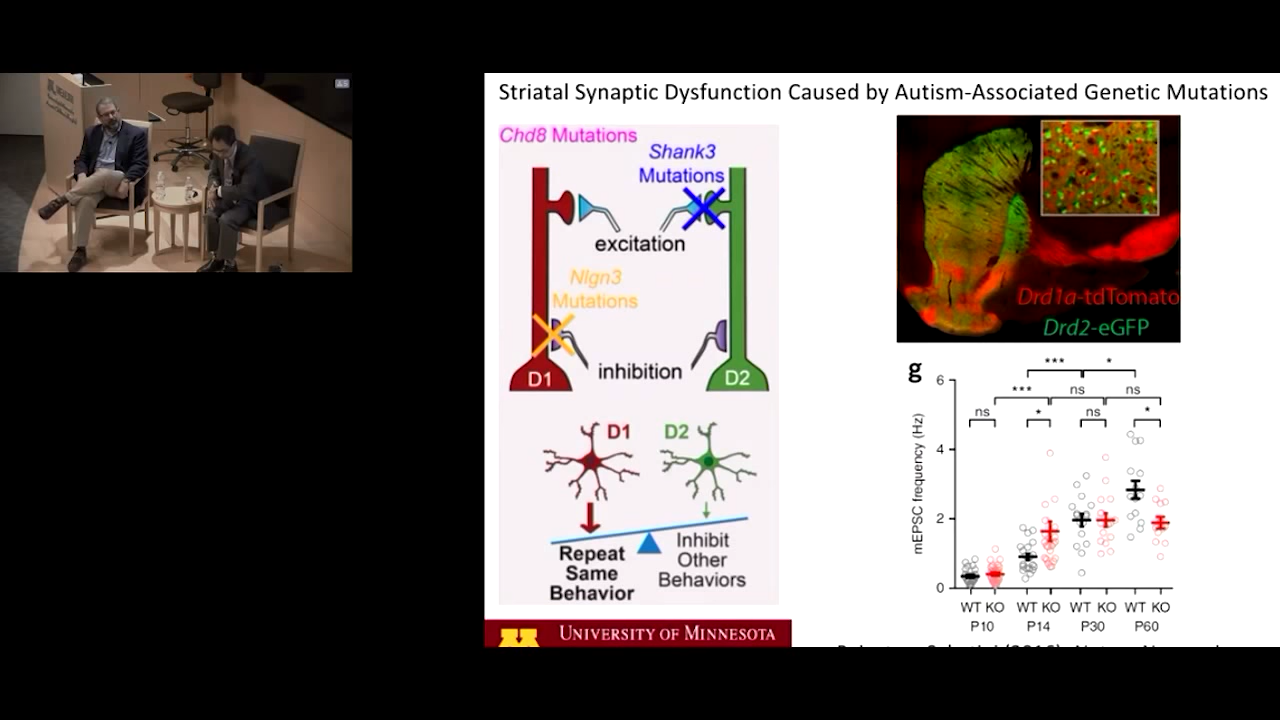 Striatal Synaptic Dysfunction Caused by Autism-Associated Genetic Mutations
Chd8 Mutations
Shank3
Mutations
excitation
Nlgn3
Mutations
inhibition
D1
D2
D1
D2
Repeat
Same
Behavior
Inhibit
Other
Behaviors
UNIVERSITY OF MINNESOTA
Drd1a-tdTomato
Drd2-eGFP
g
mEPSC frequency (Hz)
6
4
2
0
*** *
*** ns ns
ns * ns *
WT KO WT KO WT KO WT KO
P10 P14 P30 P60